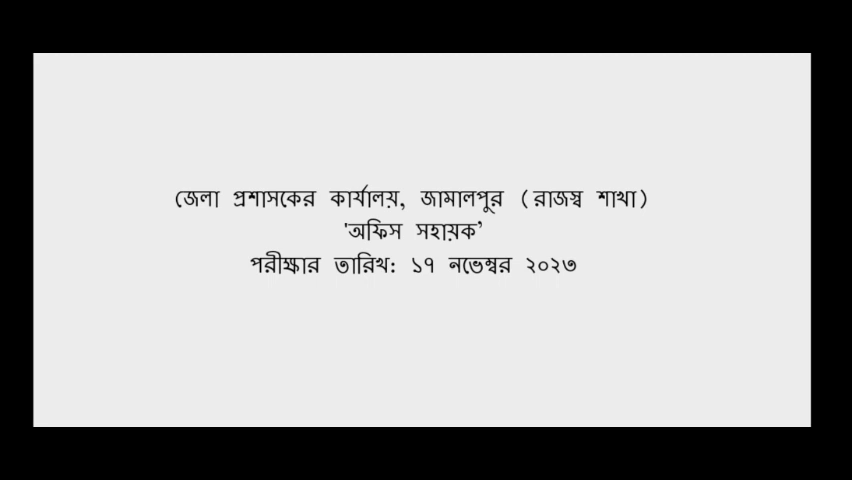 জেলা প্রশাসকের কার্যালয়, জামালপুর (রাজস্ব শাখা)
'অফিস সহায়ক’
পরীক্ষার তারিখ: ১৭ নভেম্বর ২০২৩